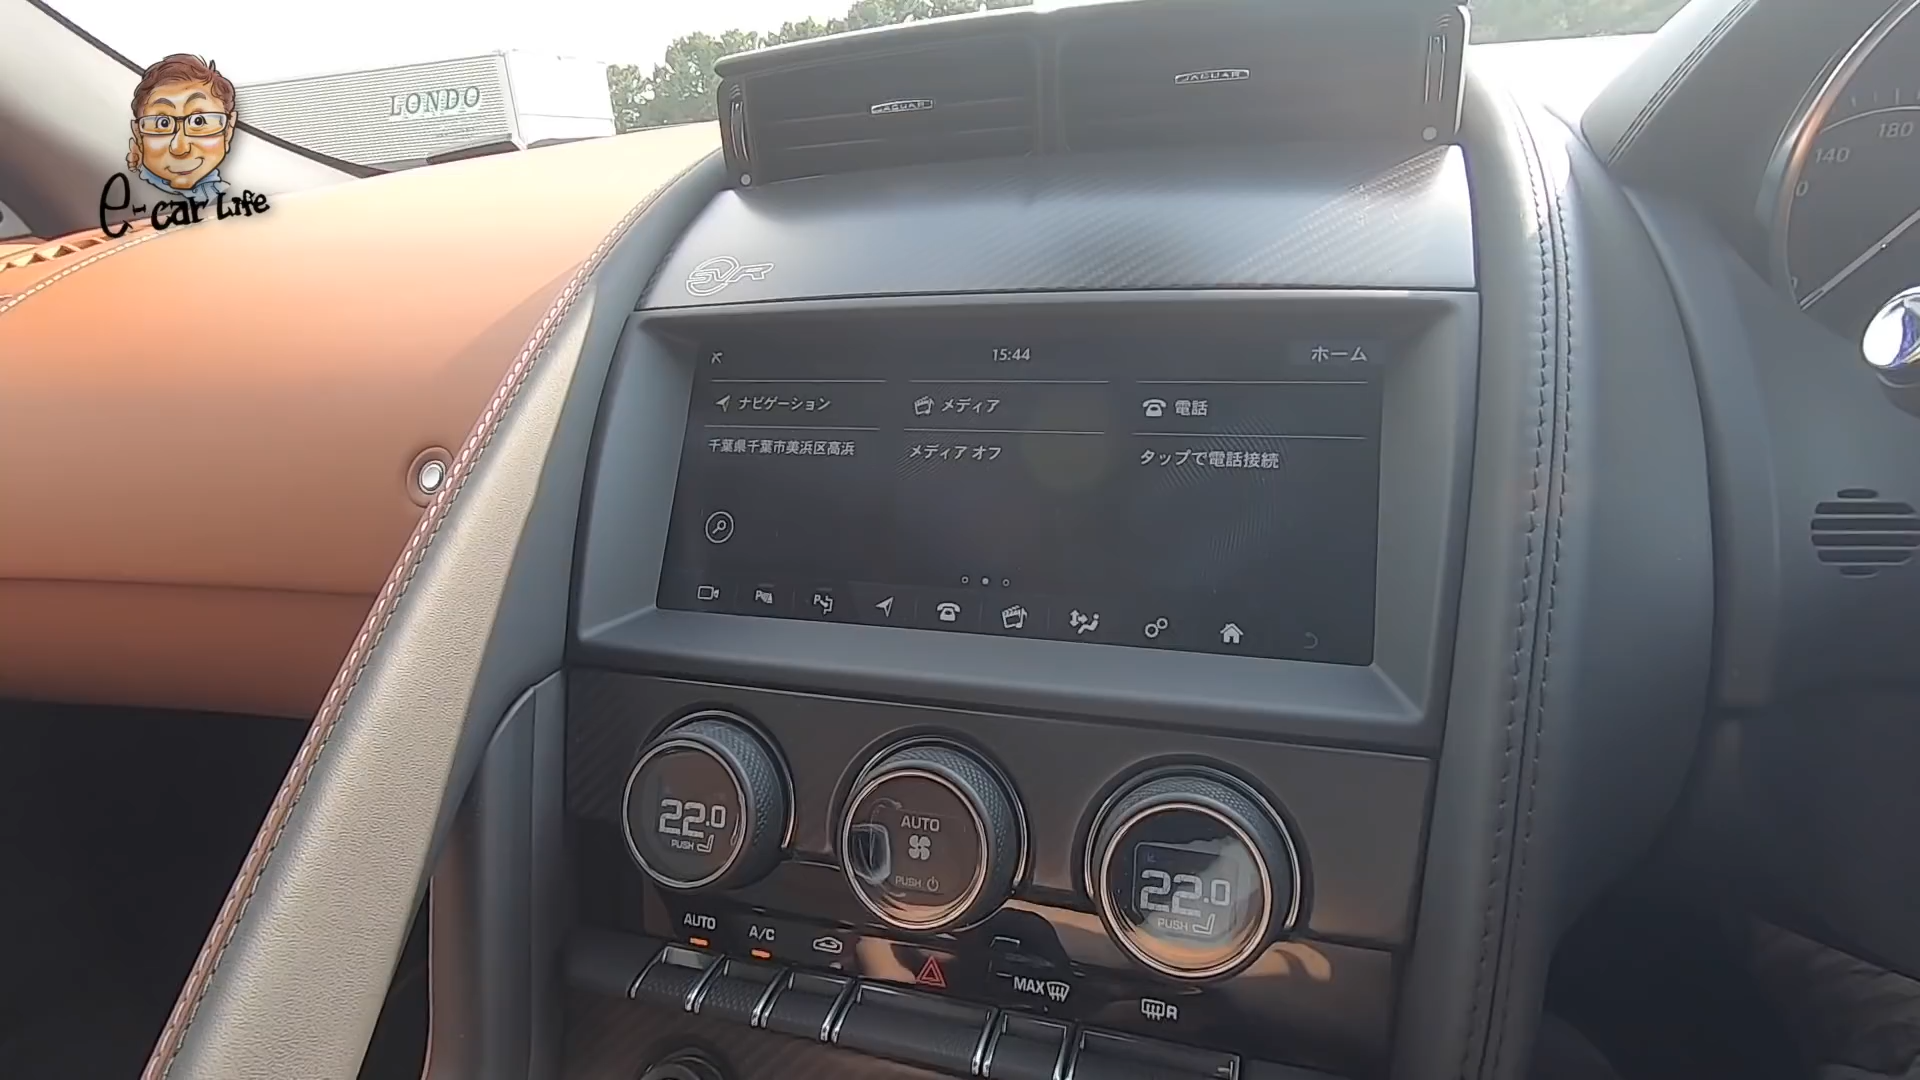 LONDO
e-car Life
JAGUAR
JAGUAR
180
140
0
SVR
15:44
ホーム
ナビゲーション
メディア
電話
千葉県千葉市美浜区高浜
メディア オフ
タップで電話接続
22.0
PUSH
AUTO
PUSH
22.0
PUSH
AUTO
A/C
MAX
R